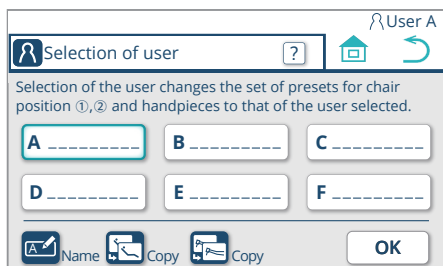 User A
Selection of user ?
Selection of the user changes the set of presets for chair
position ①,② and handpieces to that of the user selected.
A _________ B _________ C _________
D _________ E _________ F _________
A Name Copy Copy OK